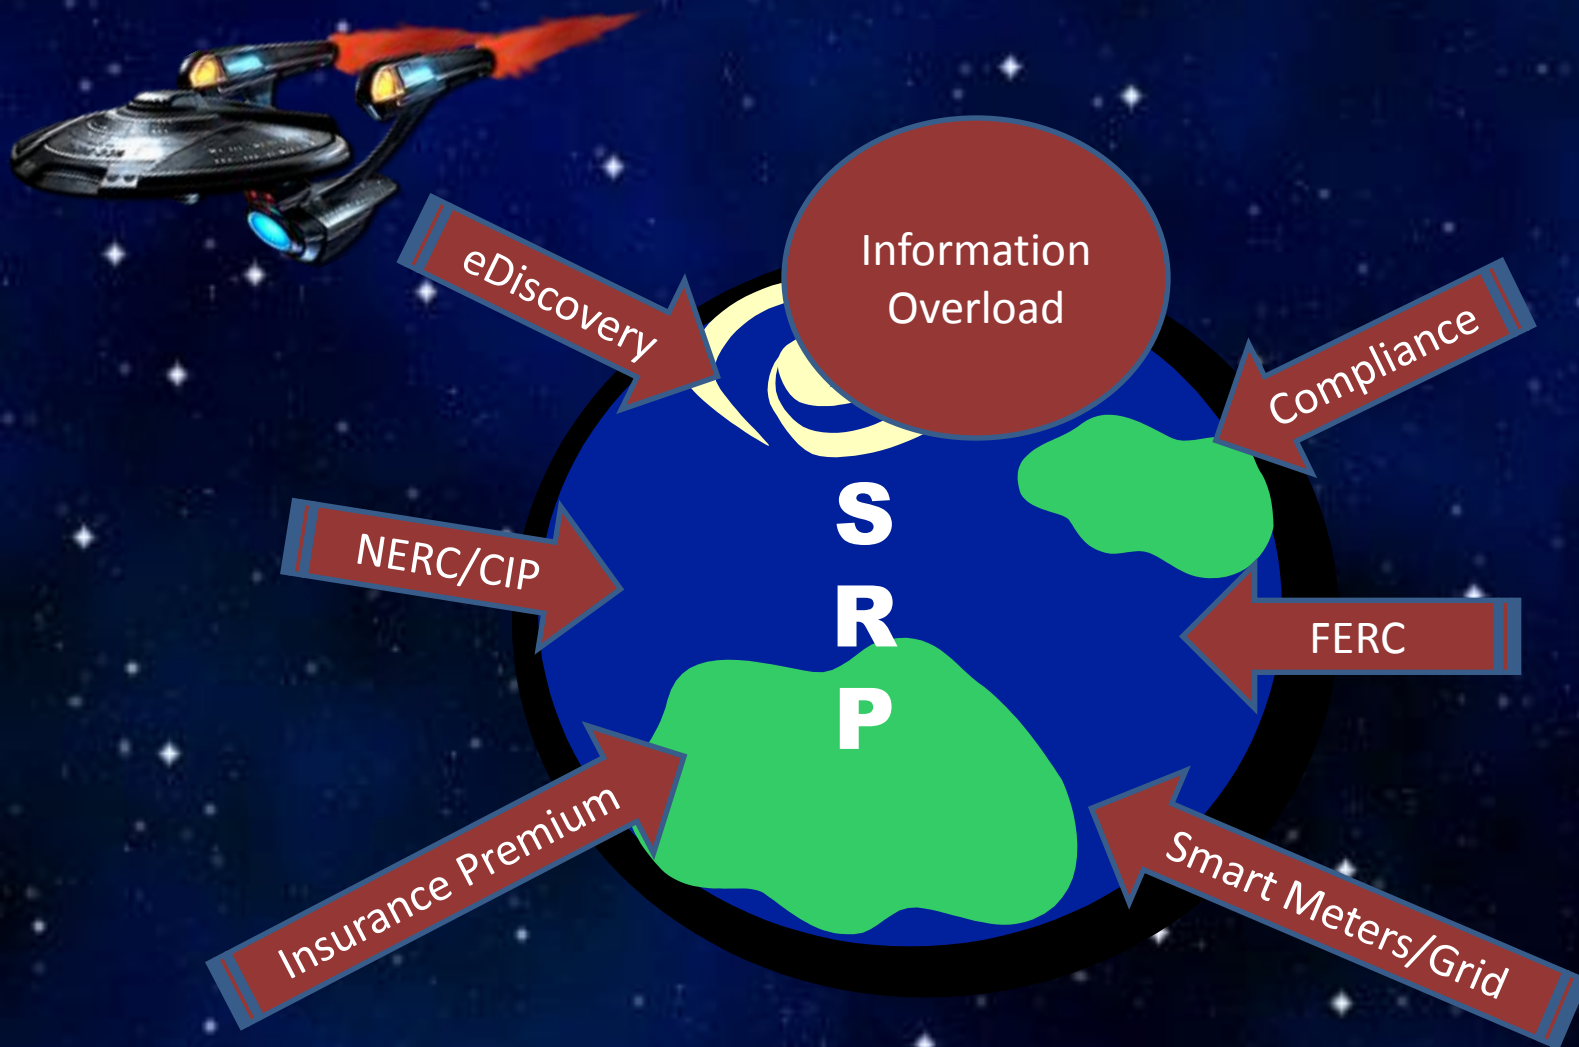 Information
Overload
eDiscovery
Compliance
S
R
P
NERC/CIP
FERC
Insurance Premium
Smart Meters/Grid